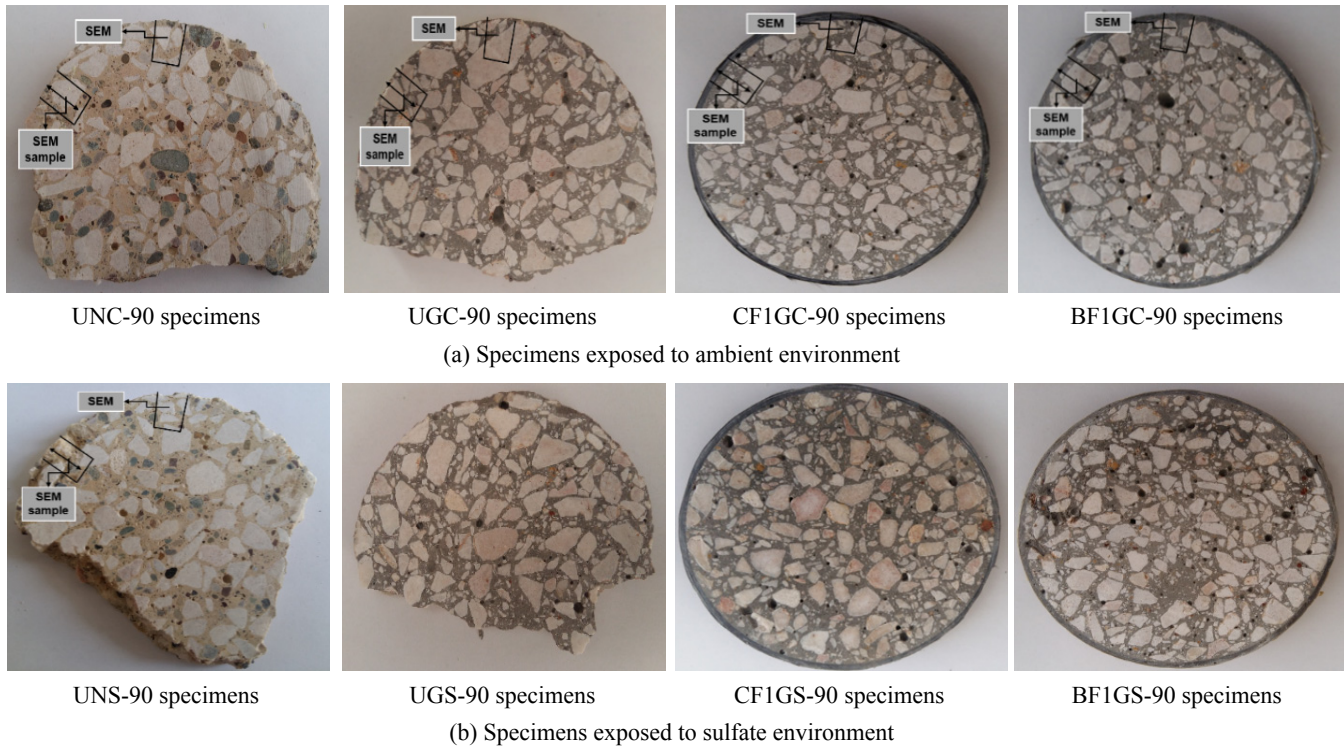 SEM
SEM
sample
SEM
SEM
sample
SEM
SEM
sample
SEM
SEM
sample
UNC-90 specimens
UGC-90 specimens
CF1GC-90 specimens
BF1GC-90 specimens
(a) Specimens exposed to ambient environment
SEM
SEM
sample
UNS-90 specimens
UGS-90 specimens
CF1GS-90 specimens
BF1GS-90 specimens
(b) Specimens exposed to sulfate environment